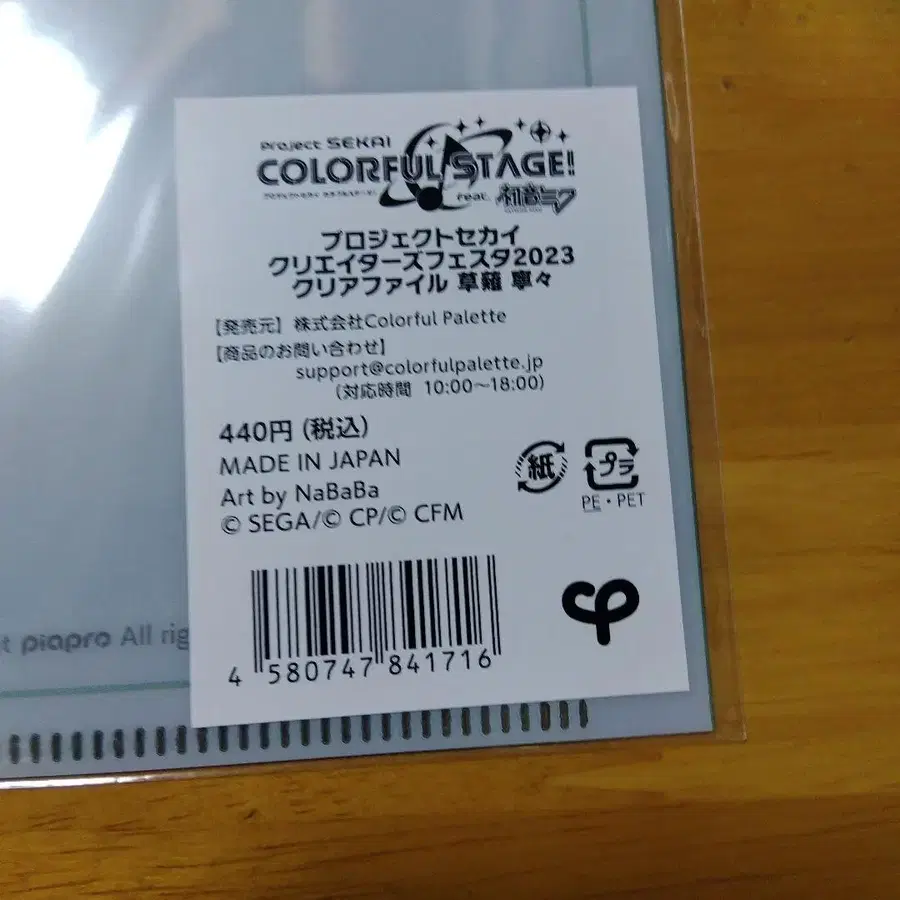 Project SEKAI
COLORFUL STAGE!
feat. 初音ミク
プロジェクトセカイ
クリエイターズフェスタ2023
クリアファイル 草薙 寧々
【発売元】株式会社Colorful Palette
【商品のお問い合わせ】
support@colorfulpalette.jp
（対応時間 10:00～18:00）
440円（税込）
MADE IN JAPAN
Art by NaBaBa
© SEGA/© CP/© CFM
紙
プラ
PE・PET
4 580747 841716
piapro All rig